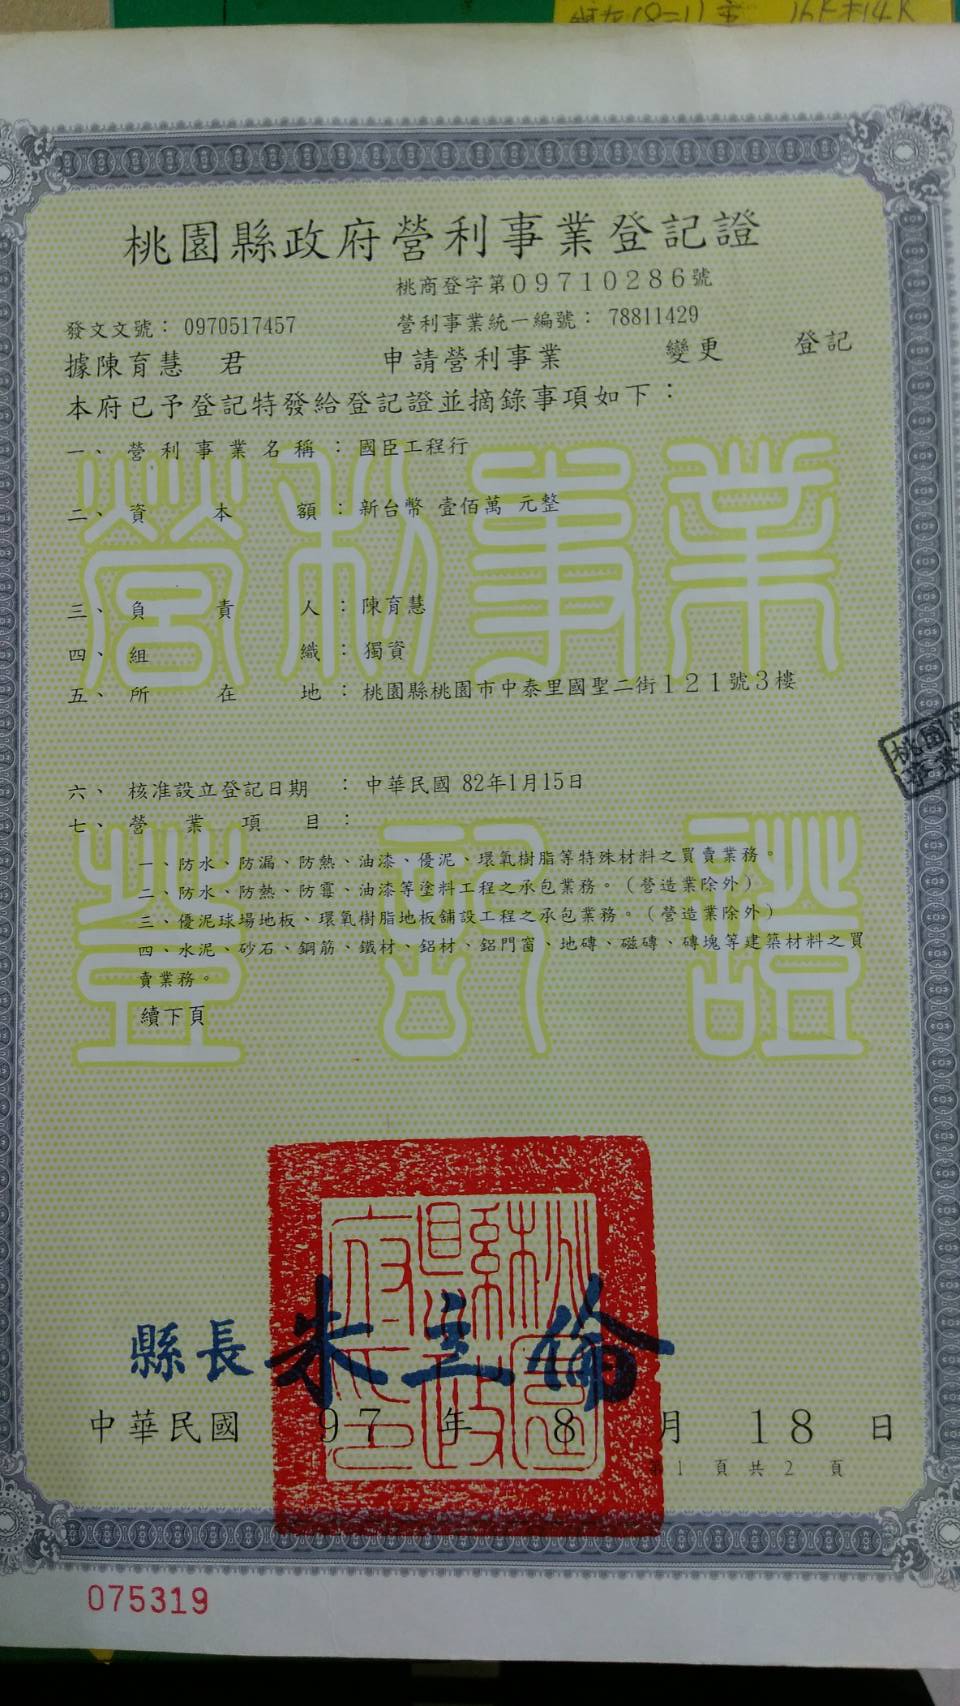 桃園縣政府營利事業登記證
桃商登字第09710286號
發文文號：0970517457 營利事業統一編號：78811429
據陳育慧 君 申請營利事業 變更 登記
本府已予登記特發給登記證並摘錄事項如下：
一、營利事業名稱：國臣工程行
二、資本額：新台幣 壹佰萬 元整
三、負責人：陳育慧
四、組織：獨資
五、所在地：桃園縣桃園市中泰里國聖二街121號3樓
六、核准設立登記日期：中華民國 82年1月15日
七、營業項目：
一、防水、防漏、防熱、油漆、優泥、環氧樹脂等特殊材料之買賣業務。
二、防水、防熱、防霉、油漆等塗料工程之承包業務。（營造業除外）
三、優泥球場地板、環氧樹脂地板舖設工程之承包業務。（營造業除外）
四、水泥、砂石、鋼筋、鐵材、鋁材、鋁門窗、地磚、磁磚、磚塊等建築材料之買
賣業務。
續下頁
營利事業
登記證
桃園縣政府印
縣長朱立倫
中華民國 97 年 8 月 18 日
第1頁共2頁
075319